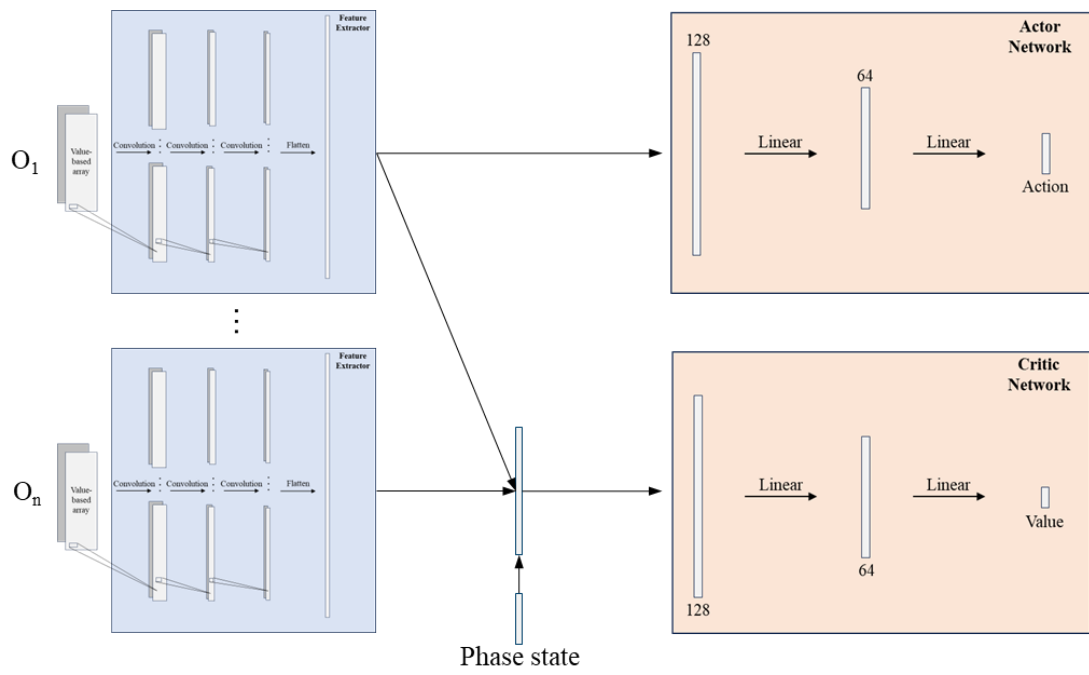 Feature
Extractor
O1
Value-
based
array
Convolution
Convolution
Convolution
Flatten
Actor
Network
128
64
Linear
Linear
Action
Feature
Extractor
On
Value-
based
array
Convolution
Convolution
Convolution
Flatten
Phase state
Critic
Network
Linear
Linear
Value
64
128